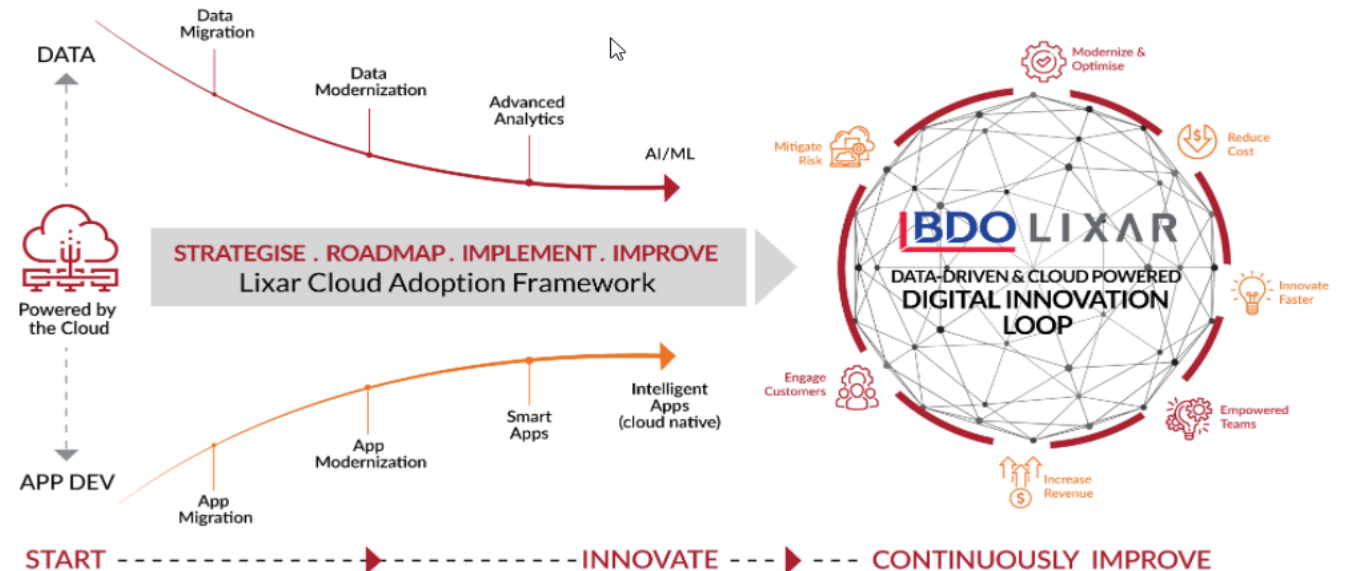 DATA
Data
Migration
Data
Modernization
Advanced
Analytics
AI/ML
Powered by
the Cloud
STRATEGISE . ROADMAP . IMPLEMENT . IMPROVE
Lixar Cloud Adoption Framework
APP DEV
App
Migration
App
Modernization
Smart
Apps
Intelligent
Apps
(cloud native)
Modernize &
Optimise
Reduce
Cost
Innovate
Faster
Empowered
Teams
Increase
Revenue
Engage
Customers
Mitigate
Risk
BDO LIXAR
DATA-DRIVEN & CLOUD POWERED
DIGITAL INNOVATION
LOOP
START
INNOVATE
CONTINUOUSLY IMPROVE